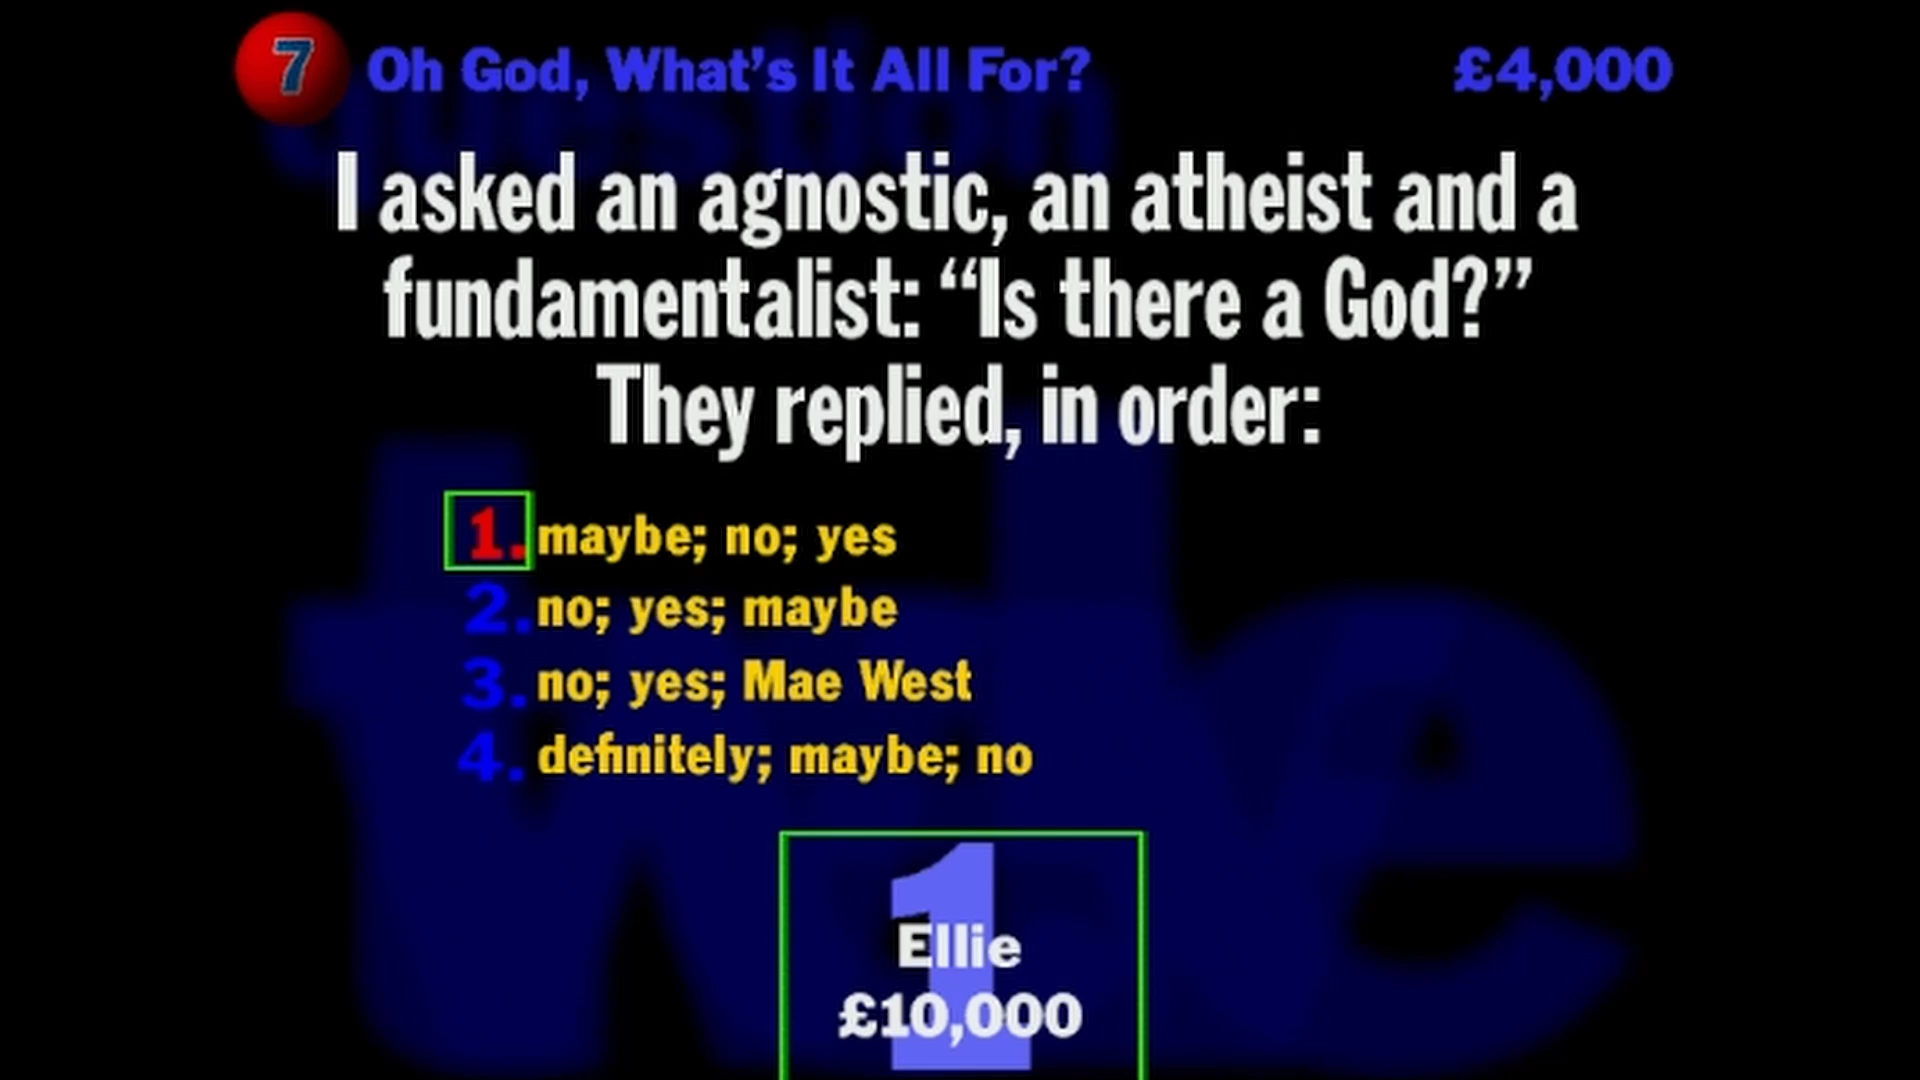 7 Oh God, What's It All For? £4,000
question
I asked an agnostic, an atheist and a
fundamentalist: “Is there a God?”
They replied, in order:
1. maybe; no; yes
2. no; yes; maybe
3. no; yes; Mae West
4. definitely; maybe; no
1
Ellie
£10,000